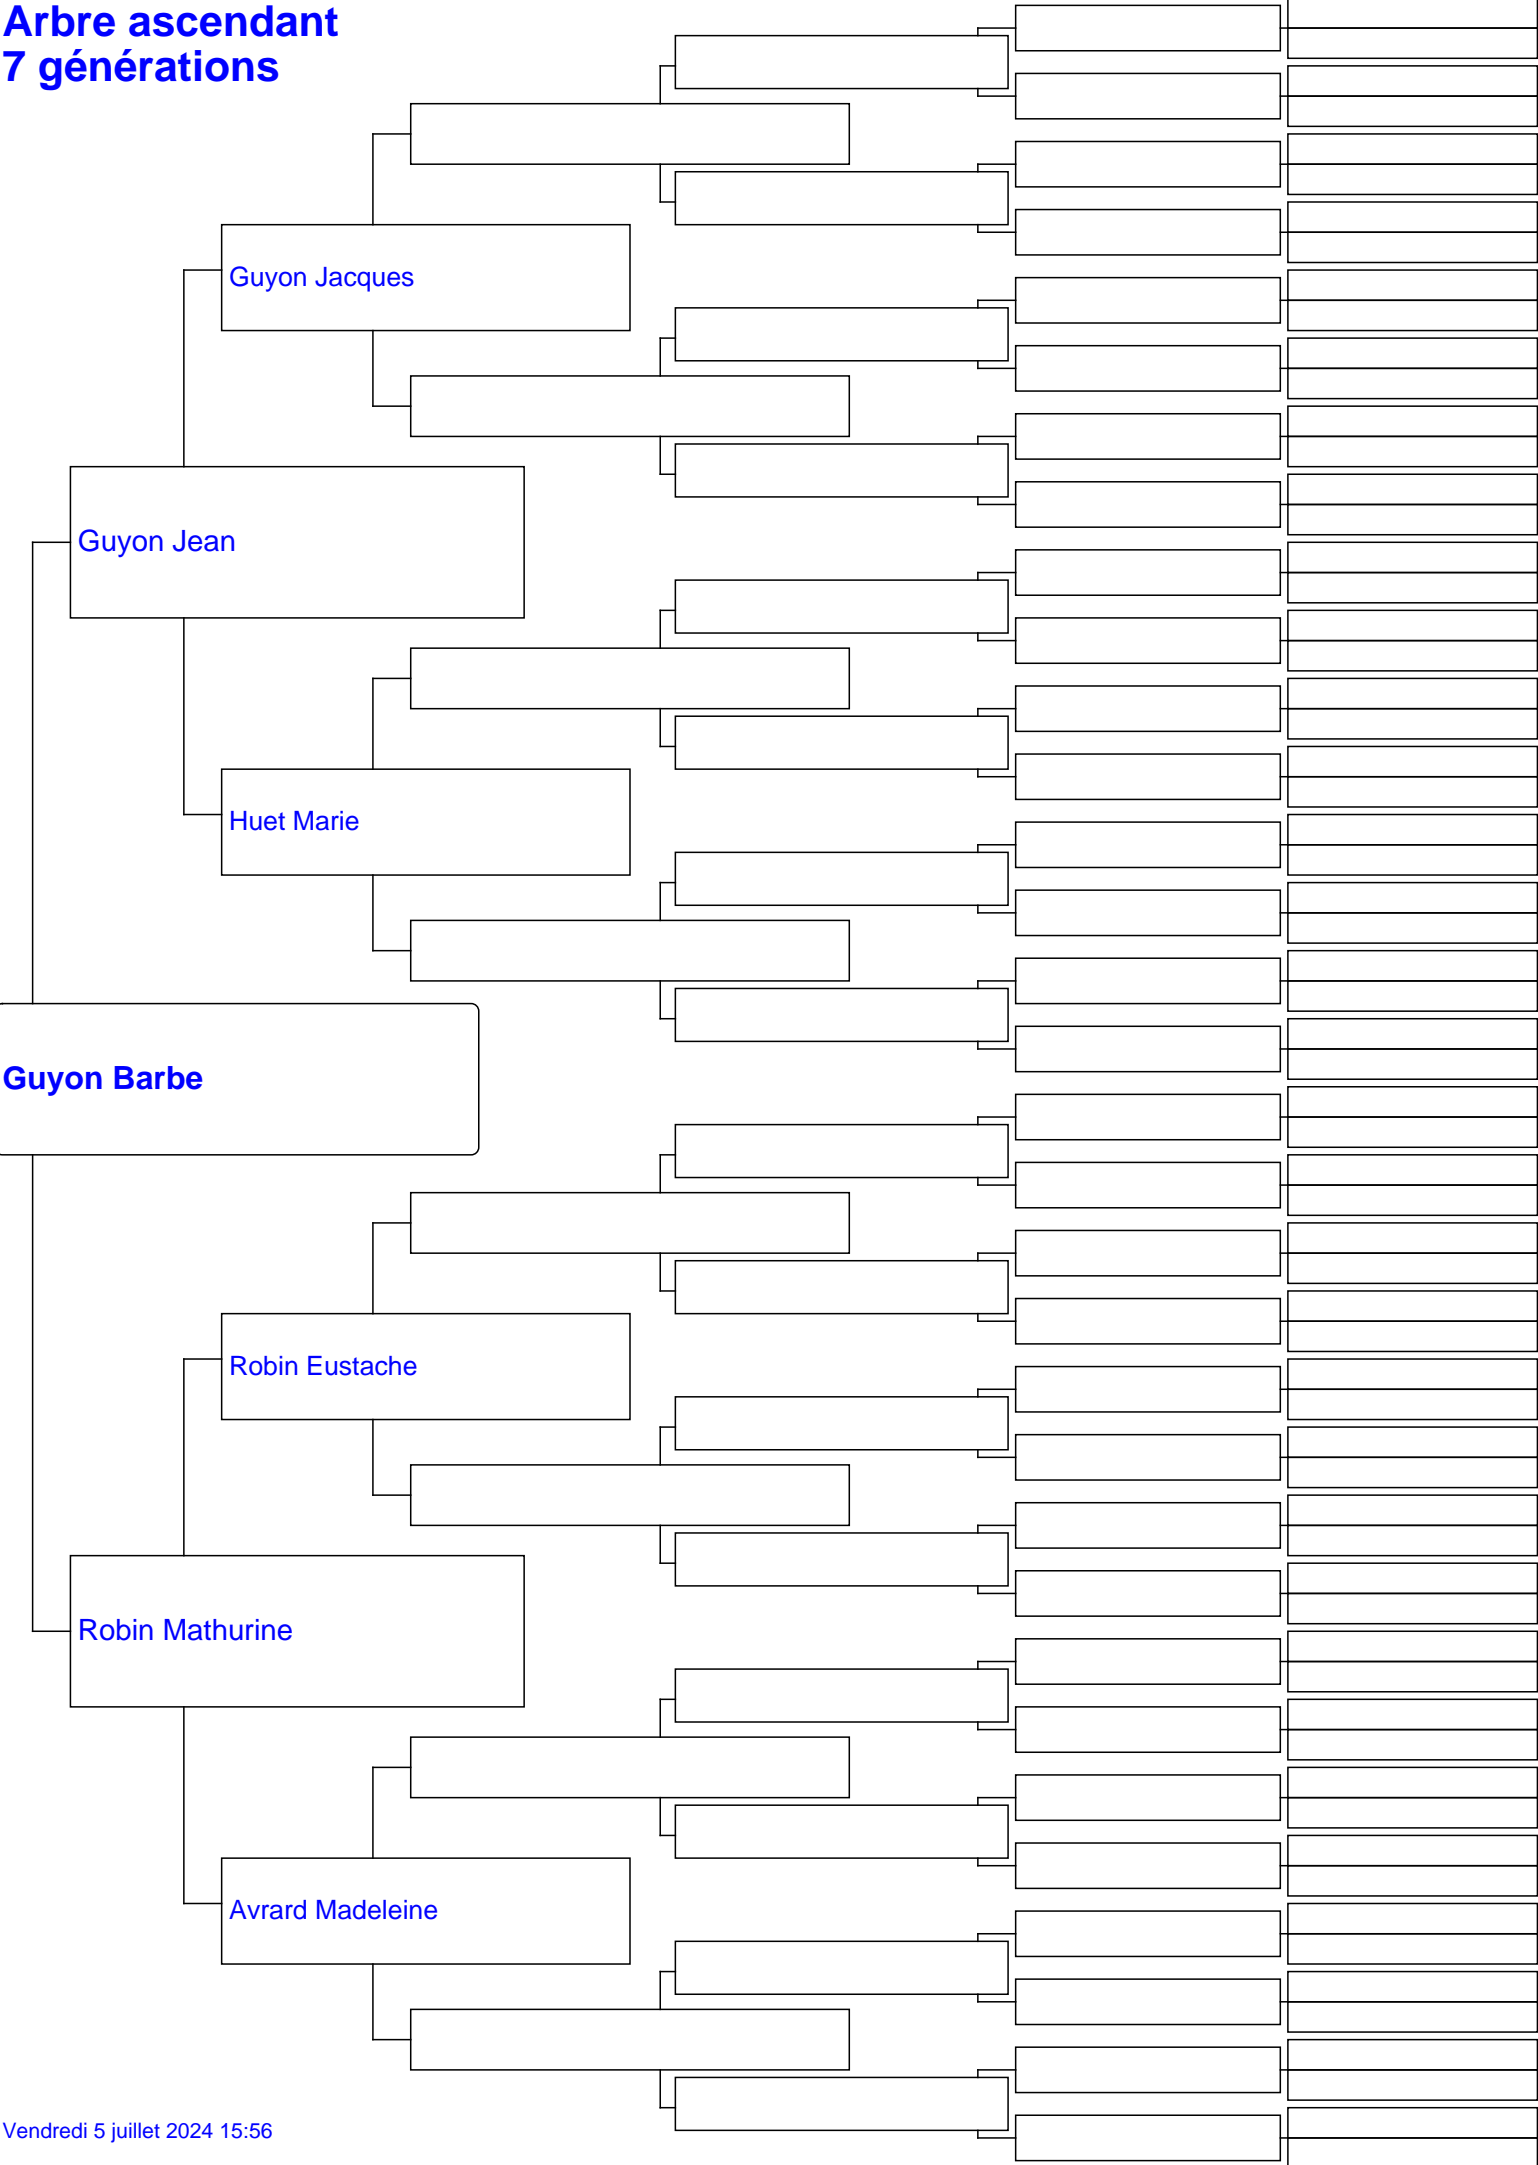 Arbre ascendant
7 générations
Guyon Jacques
Guyon Jean
Huet Marie
Guyon Barbe
Robin Eustache
Robin Mathurine
Avrard Madeleine
Vendredi 5 juillet 2024 15:56